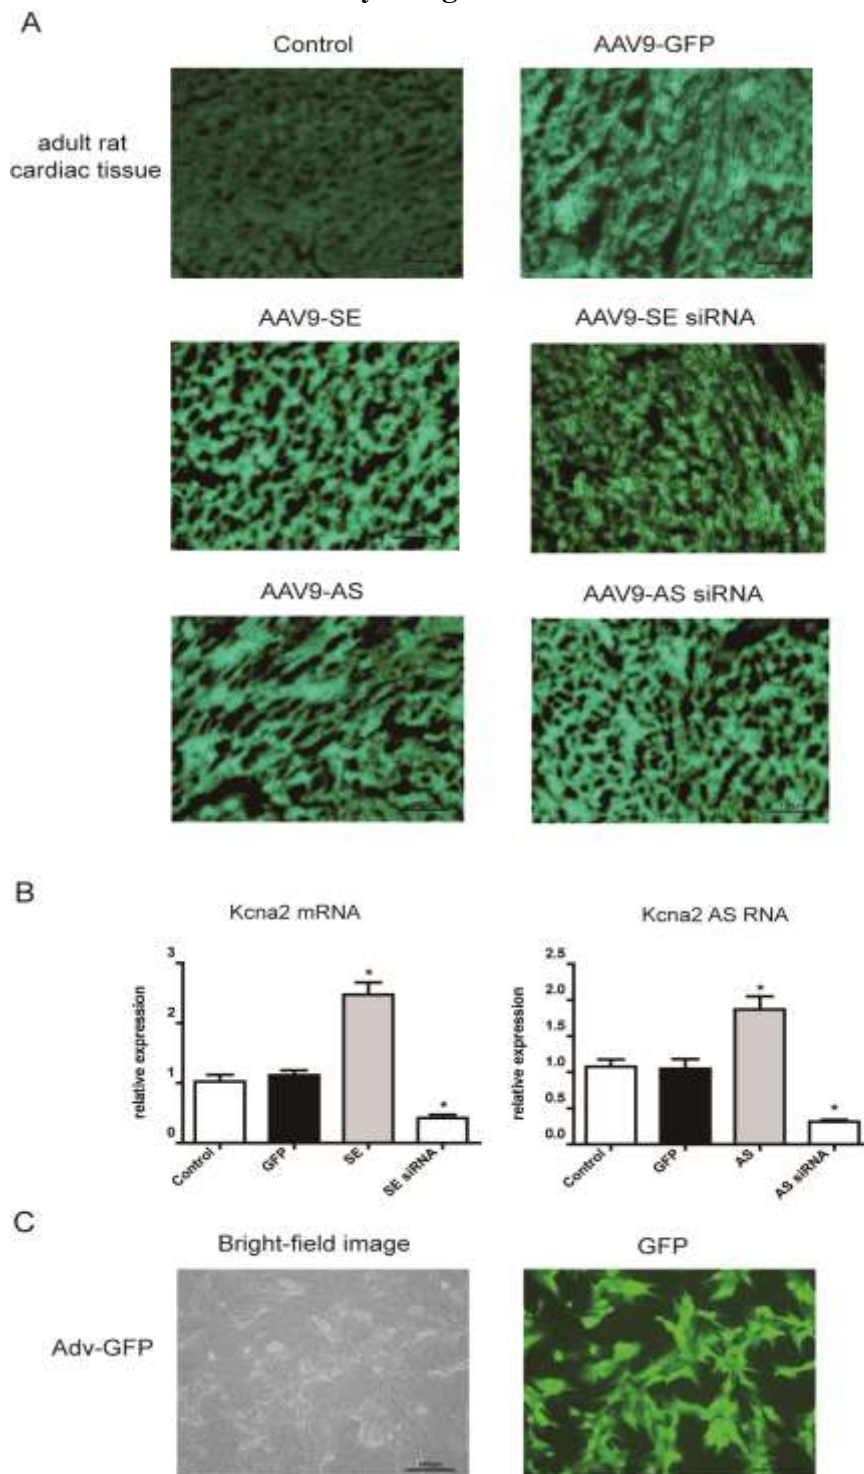 A
Control
AAV9-GFP
adult rat
cardiac tissue
AAV9-SE
AAV9-SE siRNA
AAV9-AS
AAV9-AS siRNA
B
Kcna2 mRNA
Kcna2 AS RNA
relative expression
3
2
1
0
*
*
Control
GFP
SE
SE siRNA
relative expression
2.5
2.0
1.5
1.0
0.5
0.0
*
*
Control
GFP
AS
AS siRNA
C
Bright-field image
GFP
Adv-GFP